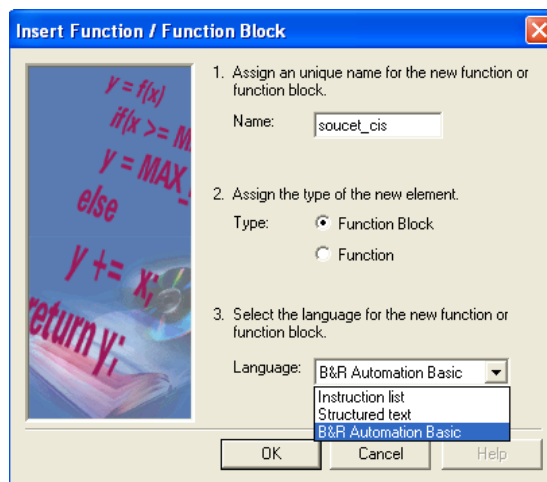 Insert Function / Function Block
y = f(x)
if(x >= M
y = MAX_
else
y += x;
return y;
1. Assign an unique name for the new function or
function block.
Name: soucet_cis
2. Assign the type of the new element.
Type: Function Block
Function
3. Select the language for the new function or
function block.
Language: B&R Automation Basic
Instruction list
Structured text
B&R Automation Basic
OK Cancel Help